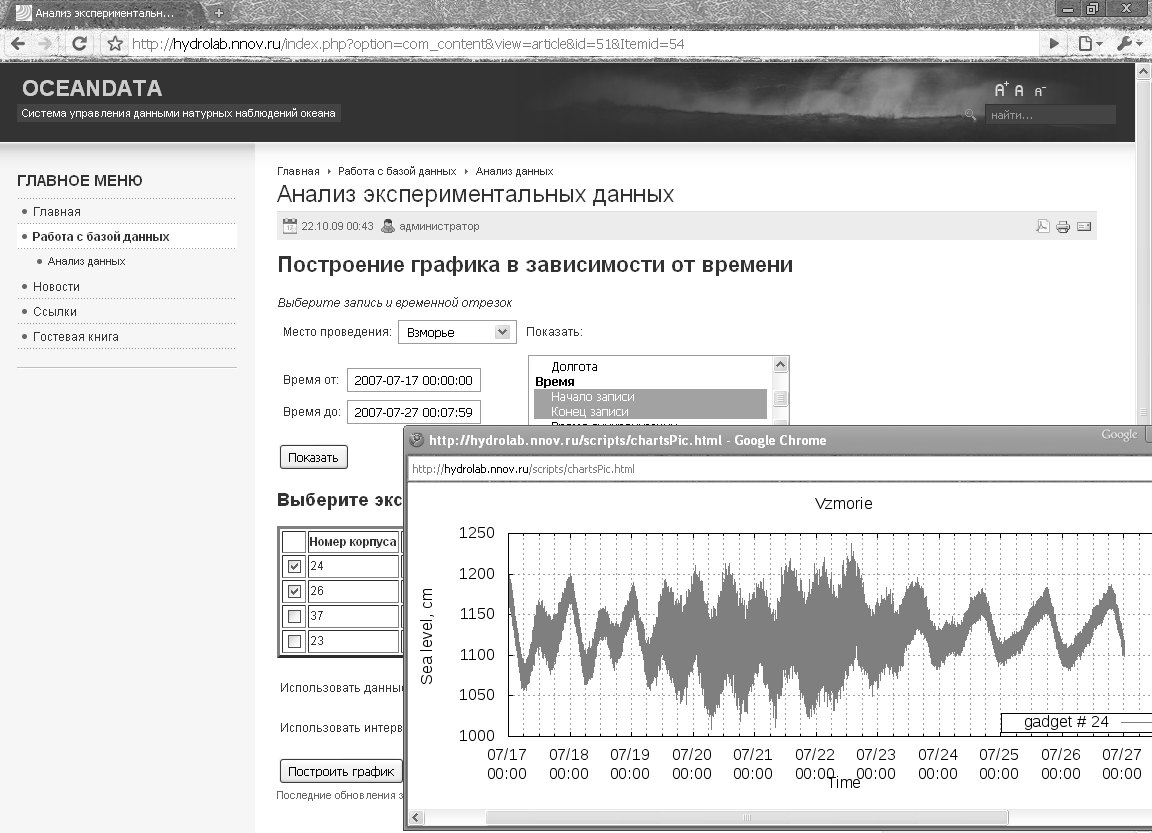 Анализ экспериментальн...
http://hydrolab.nnov.ru/index.php?option=com_content&view=article&id=51&Itemid=54
OCEANDATA
Система управления данными натурных наблюдений океана
A+ A A-
найти...
ГЛАВНОЕ МЕНЮ
Главная
Работа с базой данных
Анализ данных
Новости
Ссылки
Гостевая книга
Главная Работа с базой данных Анализ данных
Анализ экспериментальных данных
22.10.09 00:43 администратор
Построение графика в зависимости от времени
Выберите запись и временной отрезок
Место проведения: Взморье Показать:
Долгота
Время
Начало записи
Конец записи
Время от: 2007-07-17 00:00:00
Время до: 2007-07-27 00:07:59
Показать
Выберите экс
Номер корпуса
24
26
37
23
Использовать данны
Использовать интерв
Построить график
Последние обновления з
http://hydrolab.nnov.ru/scripts/chartsPic.html - Google Chrome
Google
http://hydrolab.nnov.ru/scripts/chartsPic.html
Vzmorie
Sea level, cm
1250
1200
1150
1100
1050
1000
gadget # 24
07/17 07/18 07/19 07/20 07/21 07/22 07/23 07/24 07/25 07/26 07/27
00:00 00:00 00:00 00:00 00:00 00:00 00:00 00:00 00:00 00:00 00:00
Time